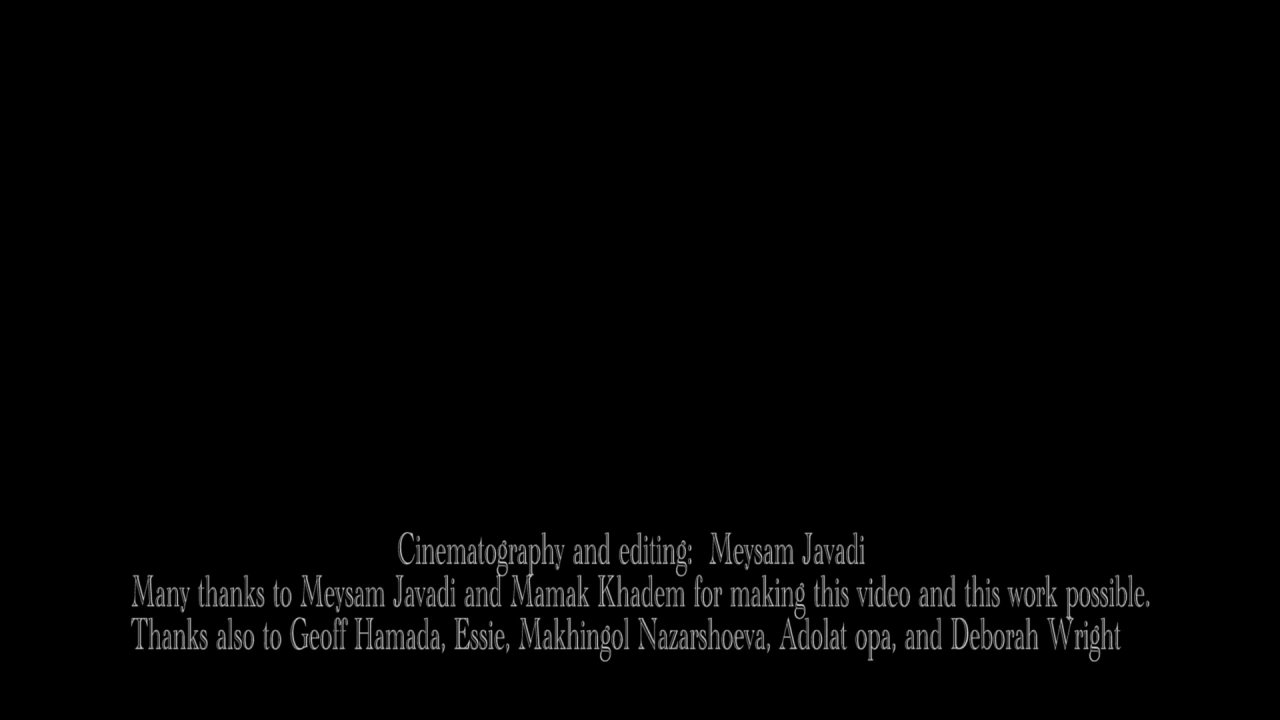 Cinematography and editing:  Meysam Javadi
Many thanks to Meysam Javadi and Mamak Khadem for making this video and this work possible.
Thanks also to Geoff Hamada, Essie, Makhingol Nazarshoeva, Adolat opa, and Deborah Wright